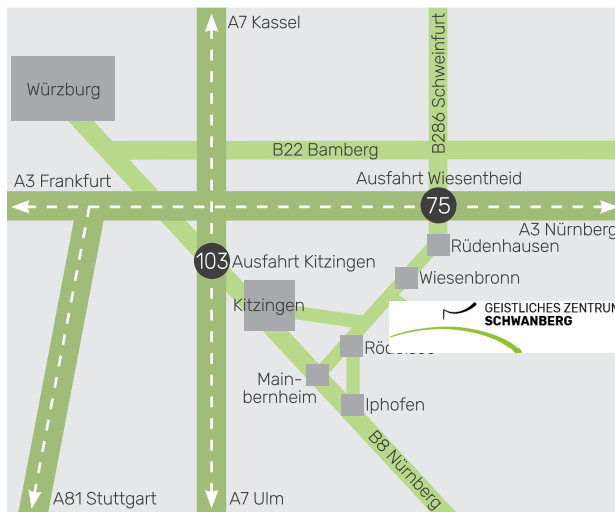 A7 Kassel
B286 Schweinfurt
Würzburg
B22 Bamberg
A3 Frankfurt
Ausfahrt Wiesentheid
75
A3 Nürnberg
Rüdenhausen
103
Ausfahrt Kitzingen
Wiesenbronn
Kitzingen
GEISTLICHES ZENTRUM
SCHWANBERG
Main-
bernheim
Iphofen
B8 Nürnberg
A81 Stuttgart
A7 Ulm